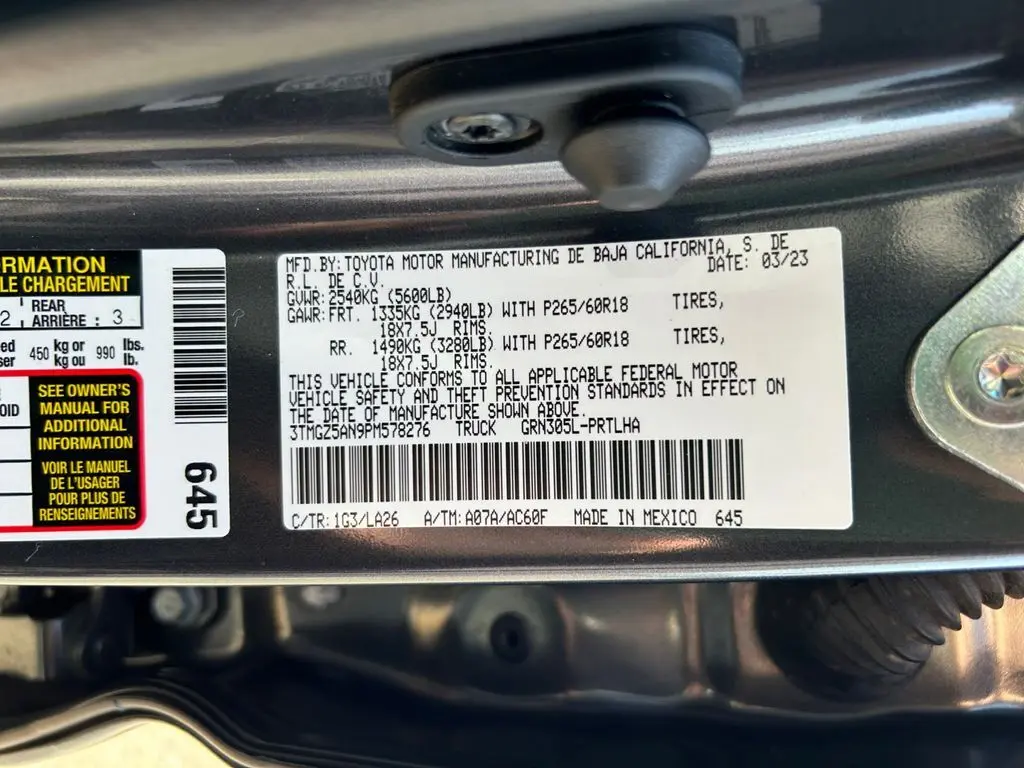 RMATION
LE CHARGEMENT
2 , REAR
ARRIÈRE : 3
450 kg or kg ou 990 lbs. lb.
SEE OWNER'S
MANUAL FOR
ADDITIONAL
INFORMATION
VOIR LE MANUEL
DE L'USAGER
POUR PLUS DE
RENSEIGNEMENTS
645
MFD.BY:TOYOTA MOTOR MANUFACTURING DE BAJA CALIFORNIA, S. DE
R.L. DE C.V. DATE: 03/23
GVWR:2540KG (5600LB)
GAWR:FRT. 1335KG (2940LB) WITH P265/60R18 TIRES,
18X7.5J RIMS.
RR. 1490KG (3280LB) WITH P265/60R18 TIRES,
18X7.5J RIMS.
THIS VEHICLE CONFORMS TO ALL APPLICABLE FEDERAL MOTOR
VEHICLE SAFETY AND THEFT PREVENTION STANDARDS IN EFFECT ON
THE DATE OF MANUFACTURE SHOWN ABOVE.
3TMGZ5AN9PM578276 TRUCK GRN305L-PRTLHA
C/TR:1G3/LA26 A/TM:A07A/AC60F MADE IN MEXICO 645